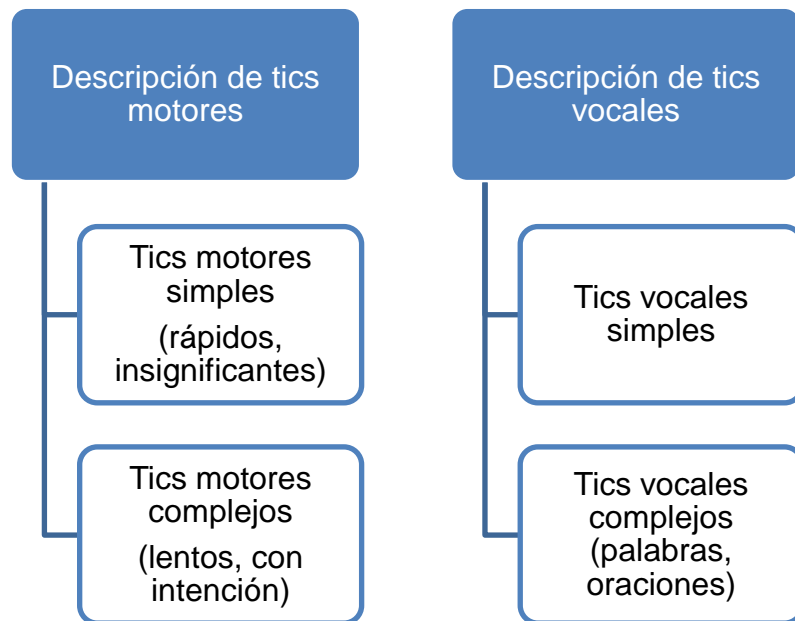 Descripción de tics
motores
Tics motores
simples
(rápidos,
insignificantes)
Tics motores
complejos
(lentos, con
intención)
Descripción de tics
vocales
Tics vocales
simples
Tics vocales
complejos
(palabras,
oraciones)